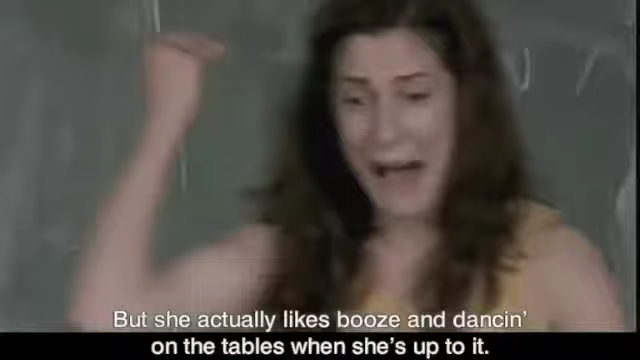 But she actually likes booze and dancin'
on the tables when she's up to it.